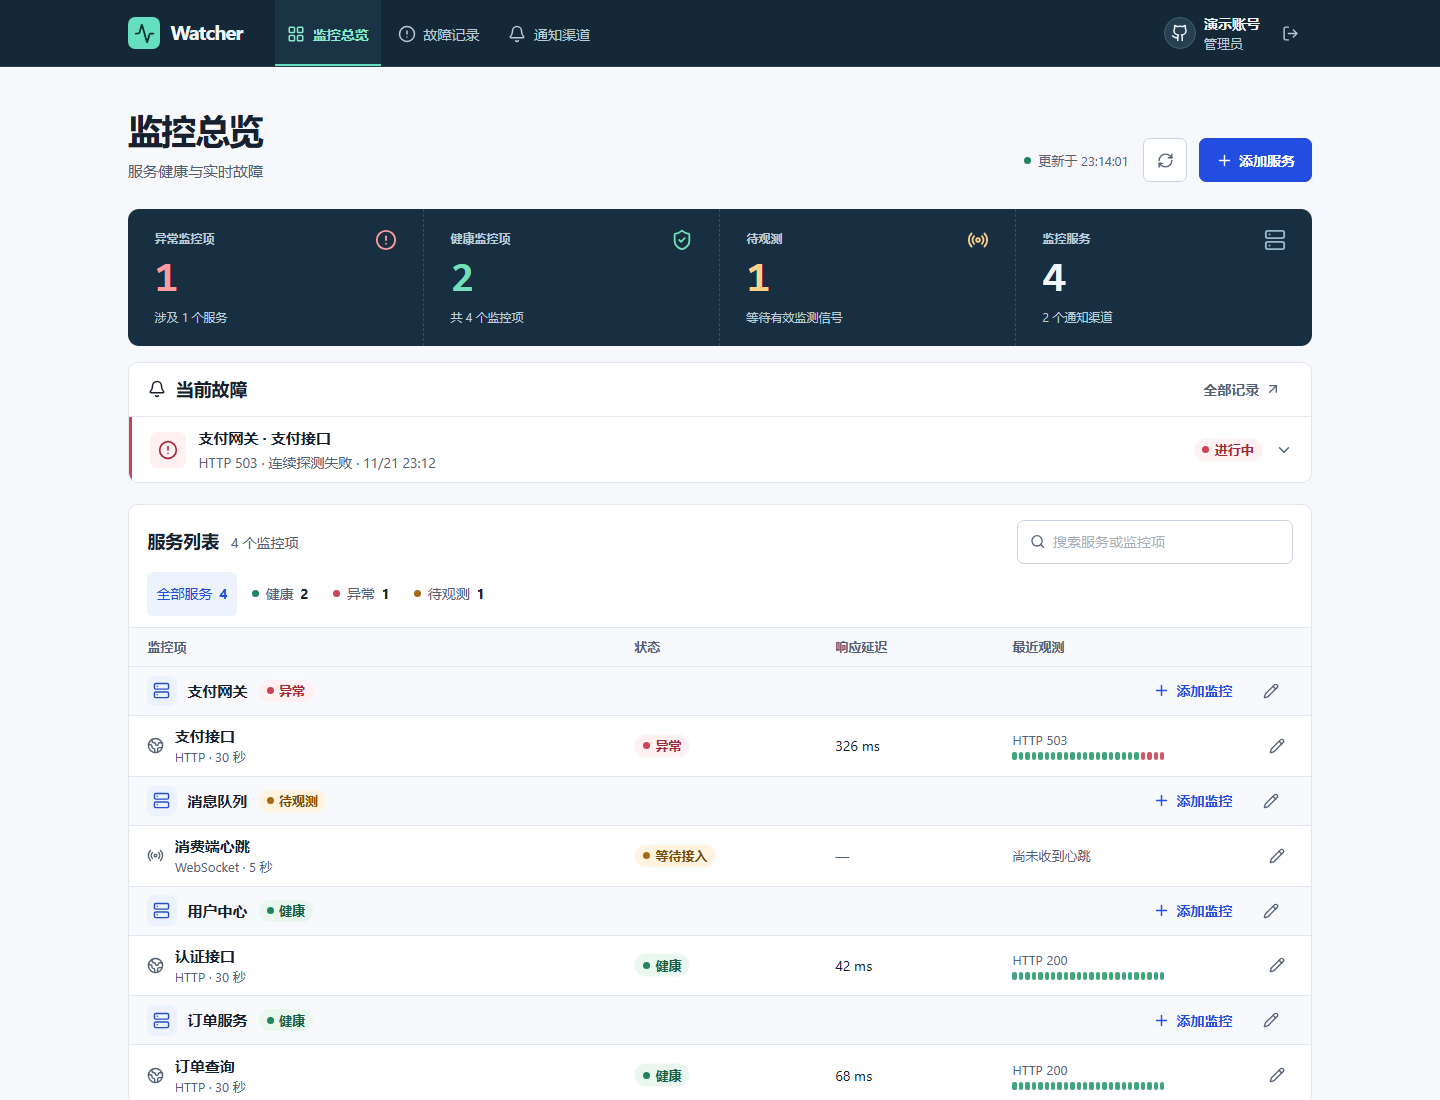 Watcher
监控总览
故障记录
通知渠道
演示账号
管理员
监控总览
服务健康与实时故障
更新于 23:14:01
添加服务
异常监控项
1
涉及 1 个服务
健康监控项
2
共 4 个监控项
待观测
1
等待有效监测信号
监控服务
4
2 个通知渠道
当前故障
全部记录
支付网关 · 支付接口
HTTP 503 · 连续探测失败 · 11/21 23:12
进行中
服务列表 4 个监控项
搜索服务或监控项
全部服务 4
健康 2
异常 1
待观测 1
监控项 状态 响应延迟 最近观测
支付网关 异常 添加监控
支付接口
HTTP · 30 秒
异常
326 ms
HTTP 503
消息队列 待观测 添加监控
消费端心跳
WebSocket · 5 秒
等待接入
—
尚未收到心跳
用户中心 健康 添加监控
认证接口
HTTP · 30 秒
健康
42 ms
HTTP 200
订单服务 健康 添加监控
订单查询
HTTP · 30 秒
健康
68 ms
HTTP 200